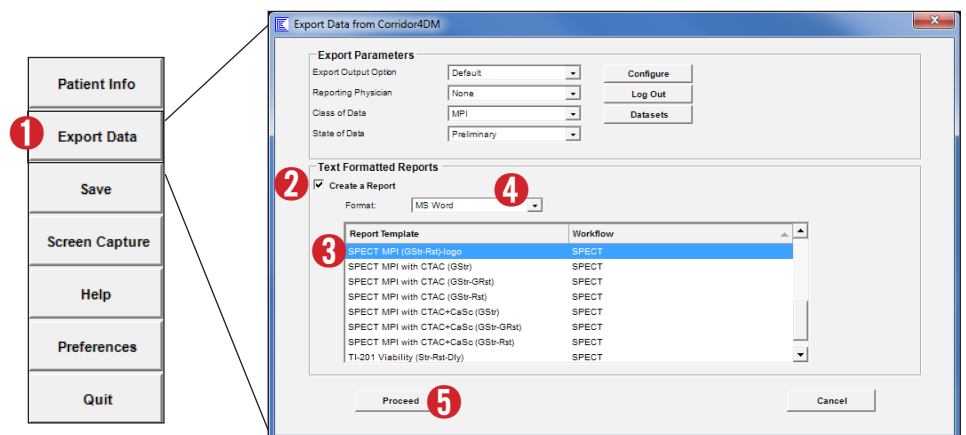 Export Data from Corridor4DM
Patient Info
1 Export Data
Save
Screen Capture
Help
Preferences
Quit
Export Parameters
Export Output Option Default Configure
Reporting Physician None Log Out
Class of Data MPI Datasets
State of Data Preliminary
Text Formatted Reports
2 Create a Report
Format: MS Word 4
Report Template Workflow
3 SPECT MPI (GStr-Rst)-logo SPECT
SPECT MPI with CTAC (GStr) SPECT
SPECT MPI with CTAC (GStr-GRst) SPECT
SPECT MPI with CTAC (GStr-Rst) SPECT
SPECT MPI with CTAC+CaSc (GStr) SPECT
SPECT MPI with CTAC+CaSc (GStr-GRst) SPECT
SPECT MPI with CTAC+CaSc (GStr-Rst) SPECT
Tl-201 Viability (Str-Rst-Dly) SPECT
Proceed 5 Cancel